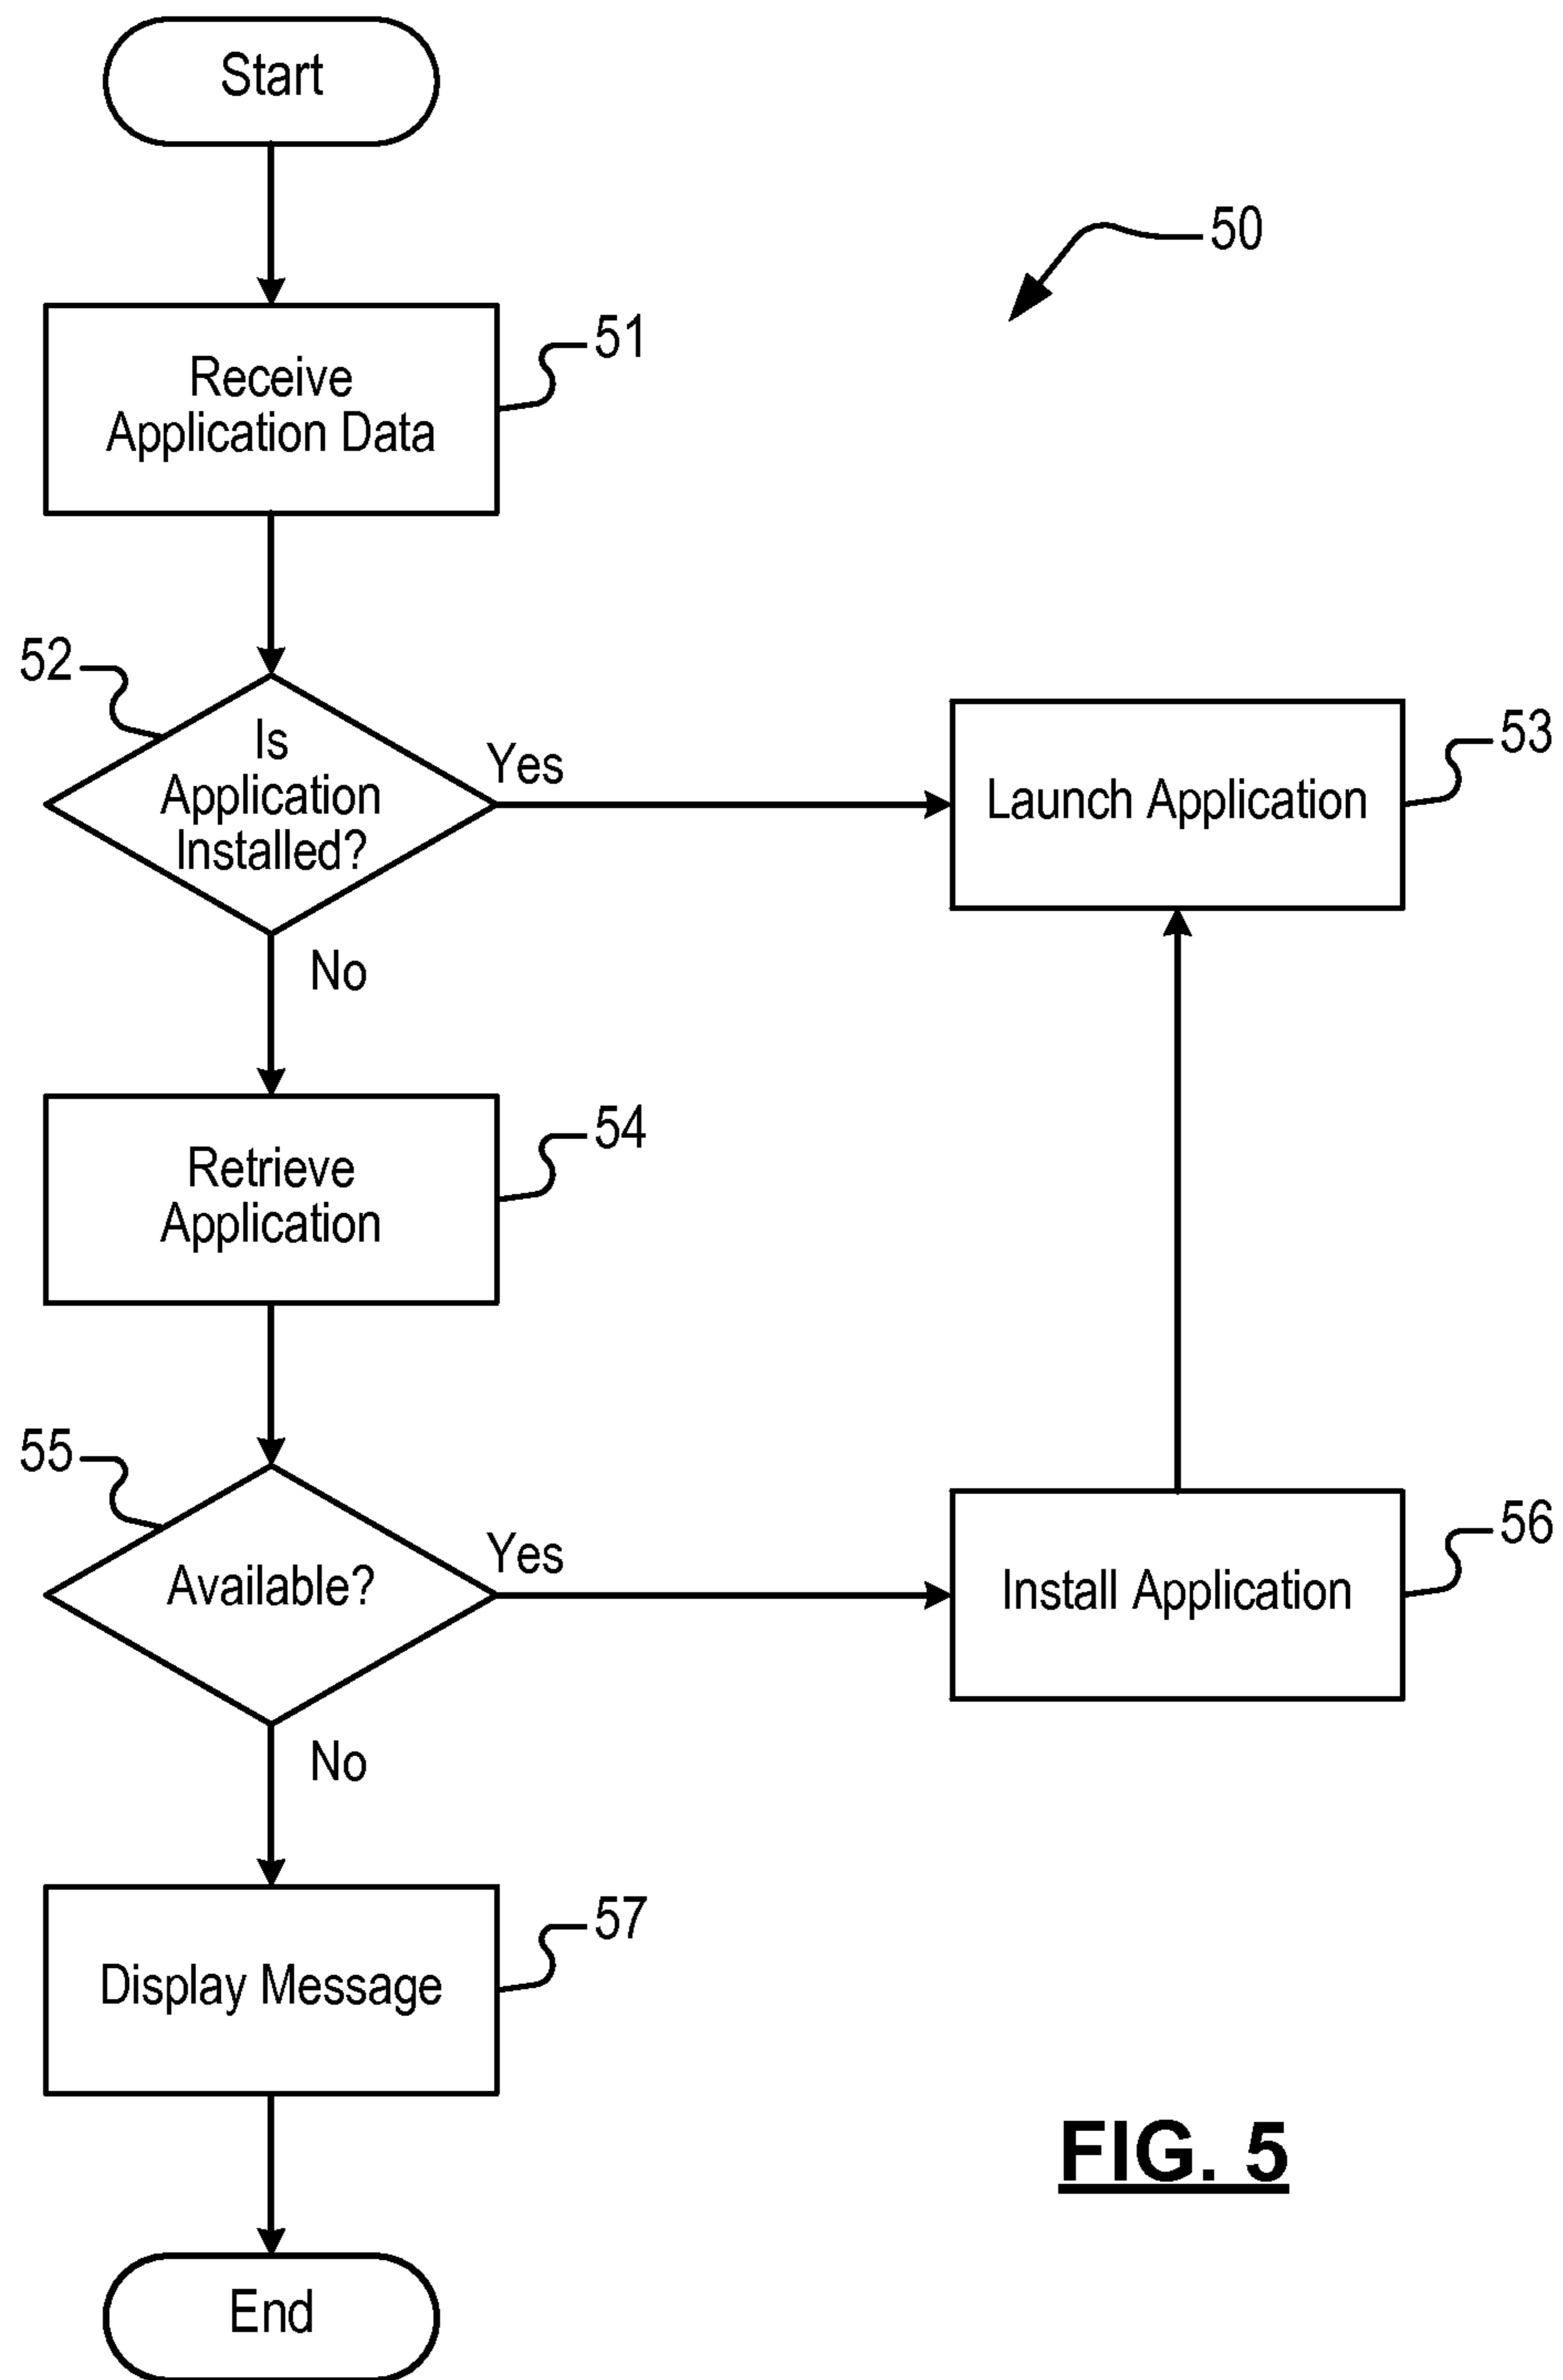 Start
50
51
Receive
Application Data
52
Is
Application
Installed?
Yes
53
Launch Application
No
54
Retrieve
Application
55
Available?
Yes
56
Install Application
No
57
Display Message
FIG. 5
End